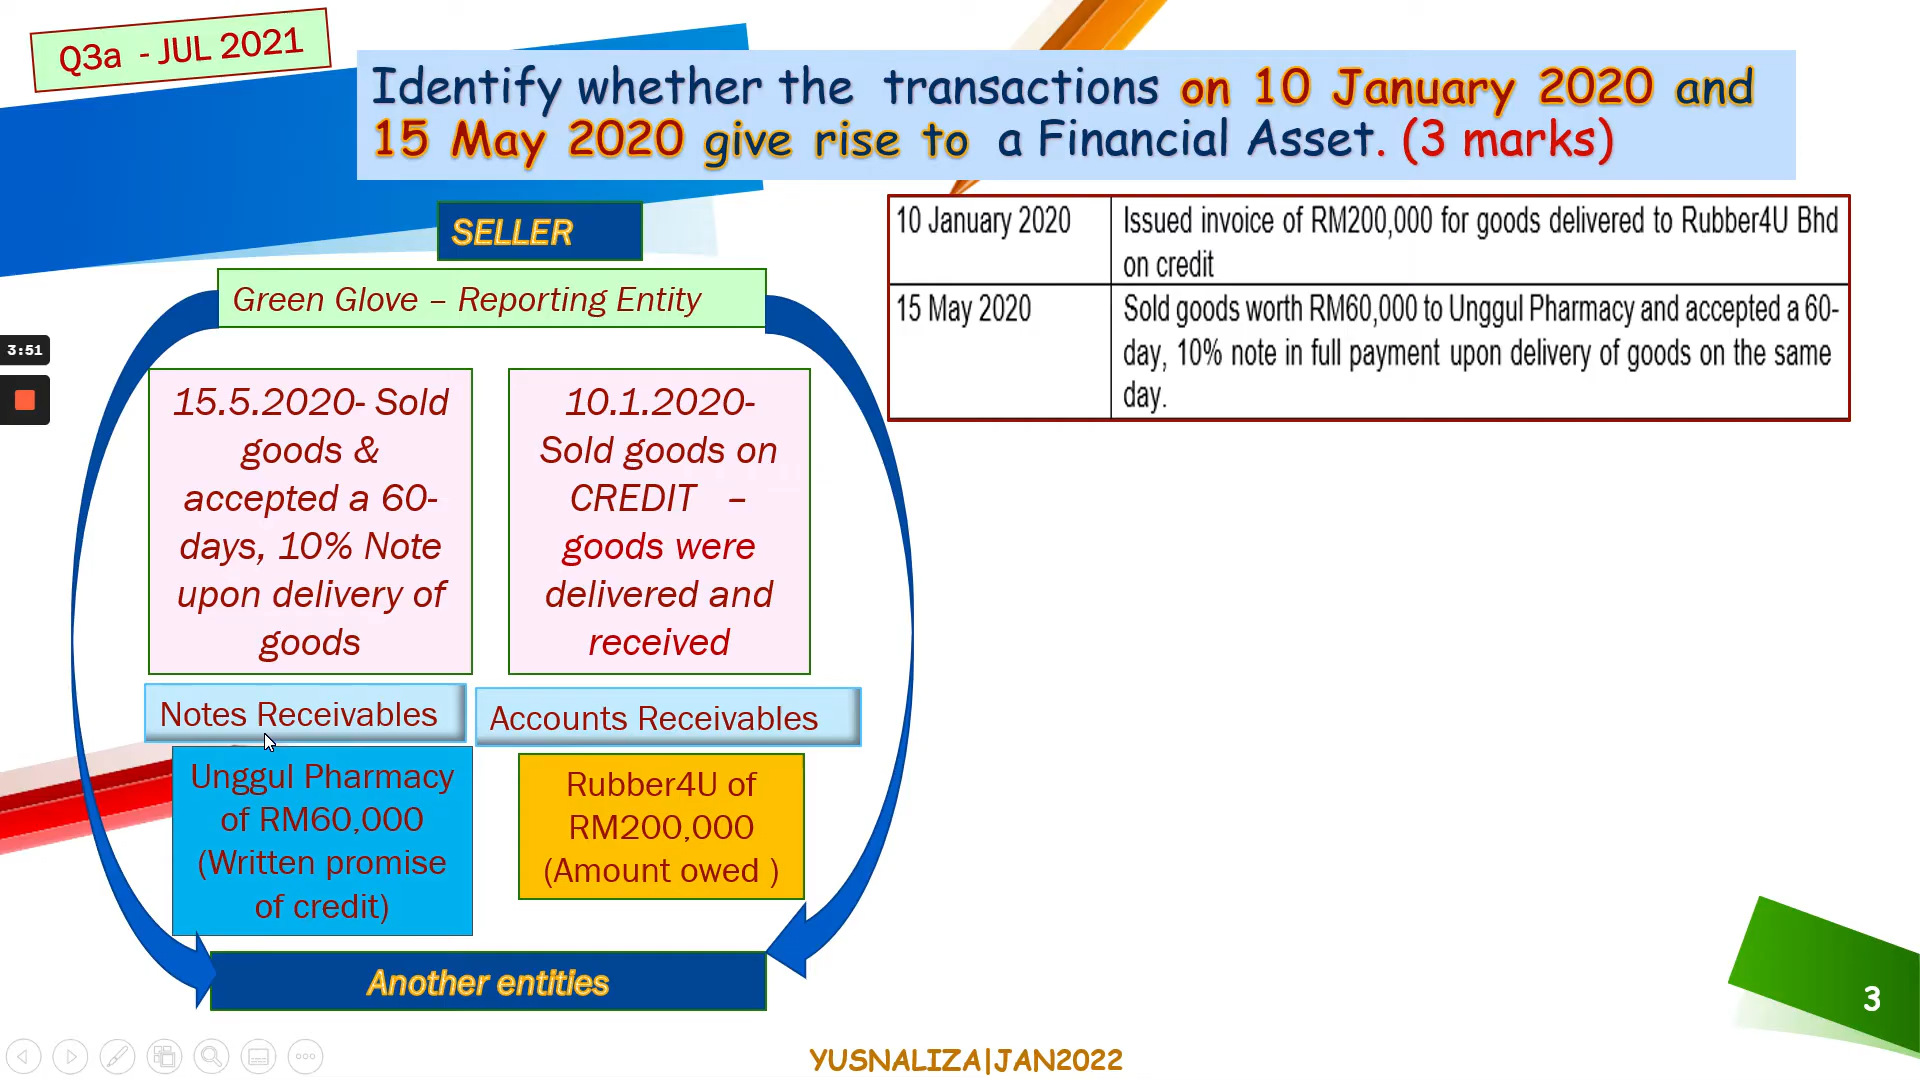 Q3a - JUL 2021
Identify whether the transactions on 10 January 2020 and
15 May 2020 give rise to a Financial Asset. (3 marks)
SELLER
Green Glove – Reporting Entity
10 January 2020
Issued invoice of RM200,000 for goods delivered to Rubber4U Bhd
on credit
15 May 2020
Sold goods worth RM60,000 to Unggul Pharmacy and accepted a 60-
day, 10% note in full payment upon delivery of goods on the same
day.
3:51
15.5.2020- Sold
goods &
accepted a 60-
days, 10% Note
upon delivery of
goods
10.1.2020-
Sold goods on
CREDIT –
goods were
delivered and
received
Notes Receivables
Accounts Receivables
Unggul Pharmacy
of RM60,000
(Written promise
of credit)
Rubber4U of
RM200,000
(Amount owed )
Another entities
3
YUSNALIZA|JAN2022